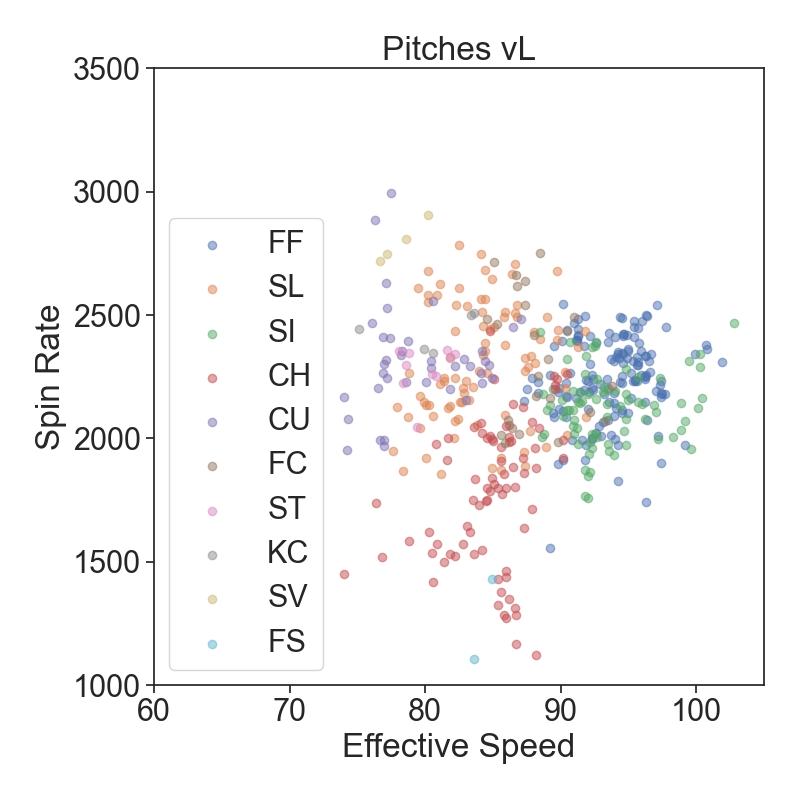 Pitches vL
3500
3000
2500
2000
1500
1000
Spin Rate
FF
SL
SI
CH
CU
FC
ST
KC
SV
FS
60 70 80 90 100
Effective Speed